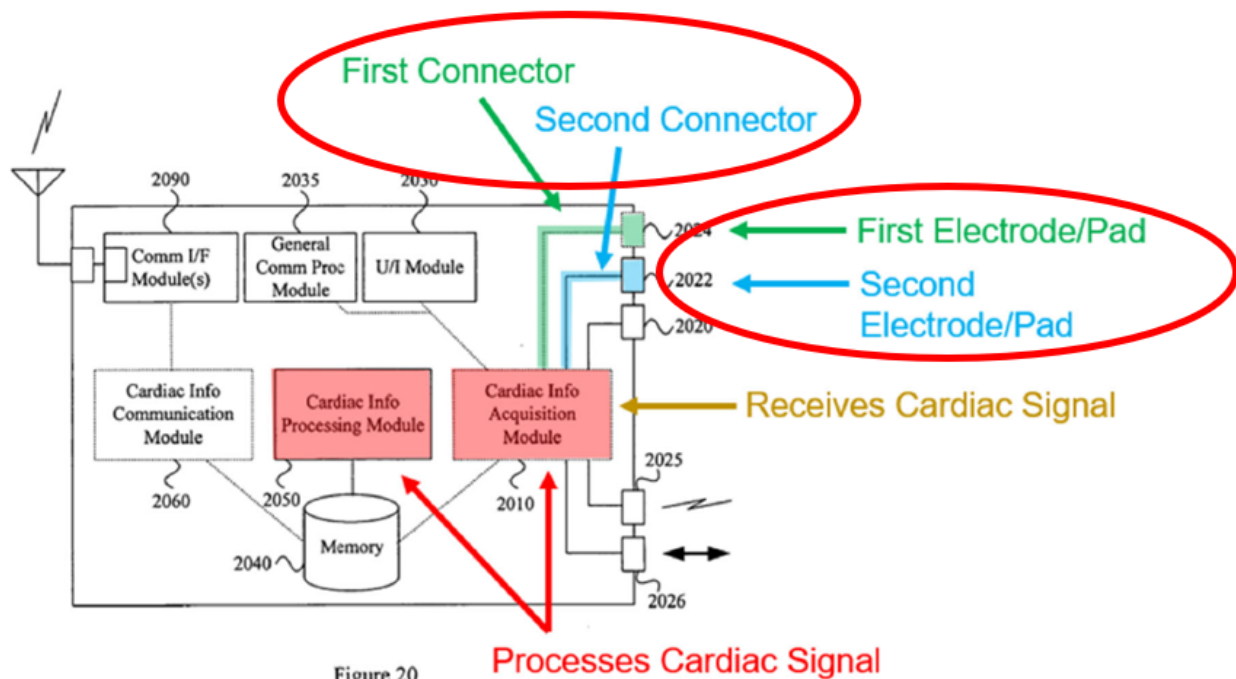 First Connector
Second Connector
2090
2035
2030
2024
First Electrode/Pad
Comm I/F
Module(s)
General
Comm Proc
Module
U/I Module
2022
Second
Electrode/Pad
2020
Cardiac Info
Communication
Module
Cardiac Info
Processing Module
Cardiac Info
Acquisition
Module
Receives Cardiac Signal
2025
2060
2050
2010
Memory
2040
2026
Processes Cardiac Signal
Figure 20